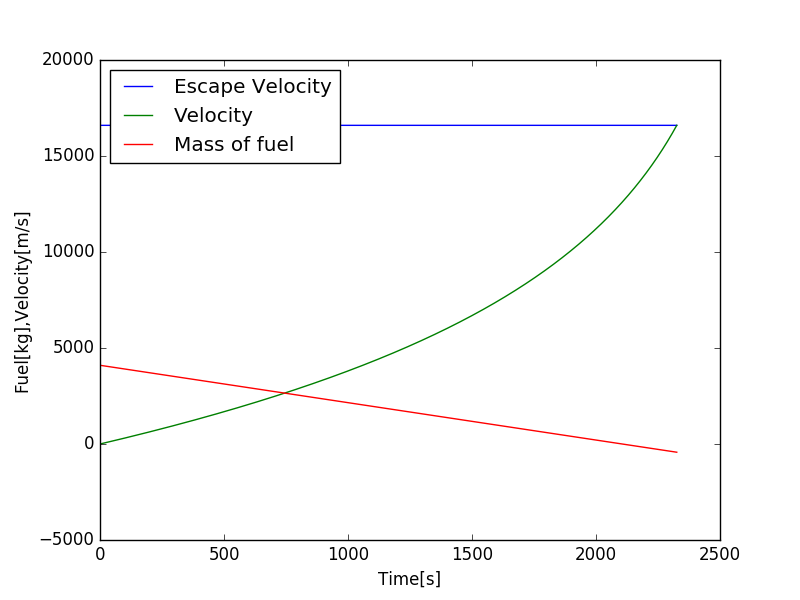 20000
15000
10000
5000
0
−5000
Fuel[kg],Velocity[m/s]
Escape Velocity
Velocity
Mass of fuel
0 500 1000 1500 2000 2500
Time[s]